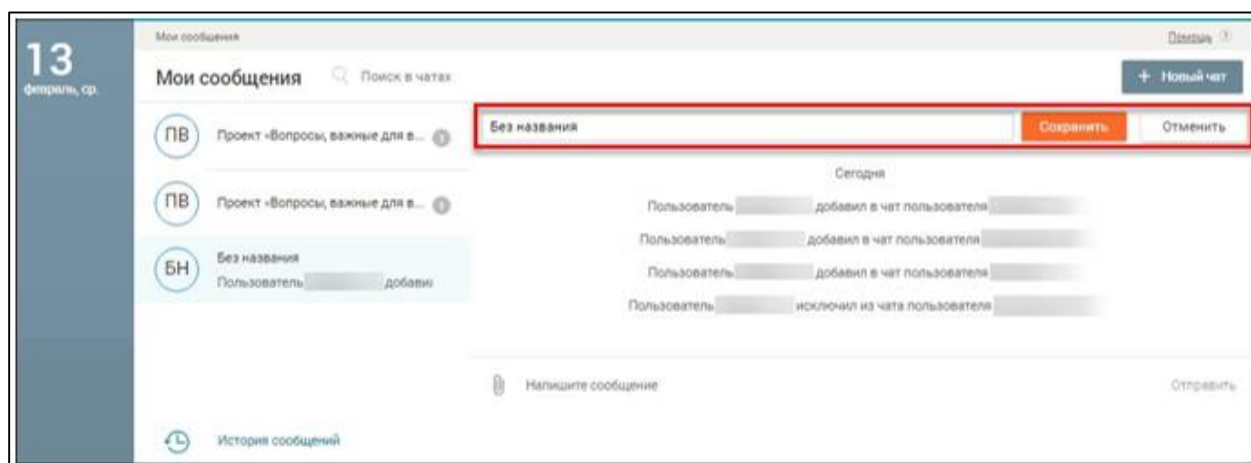 13
февраль, ср.
Мои сообщения
Помощь ?
Мои сообщения
Поиск в чатах
+ Новый чат
ПВ
Проект «Вопросы, важные для в...
ПВ
Проект «Вопросы, важные для в...
БН
Без названия
Пользователь добави
История сообщений
Без названия
Сохранить
Отменить
Сегодня
Пользователь добавил в чат пользователя
Пользователь добавил в чат пользователя
Пользователь добавил в чат пользователя
Пользователь исключил из чата пользователя
Напишите сообщение
Отправить